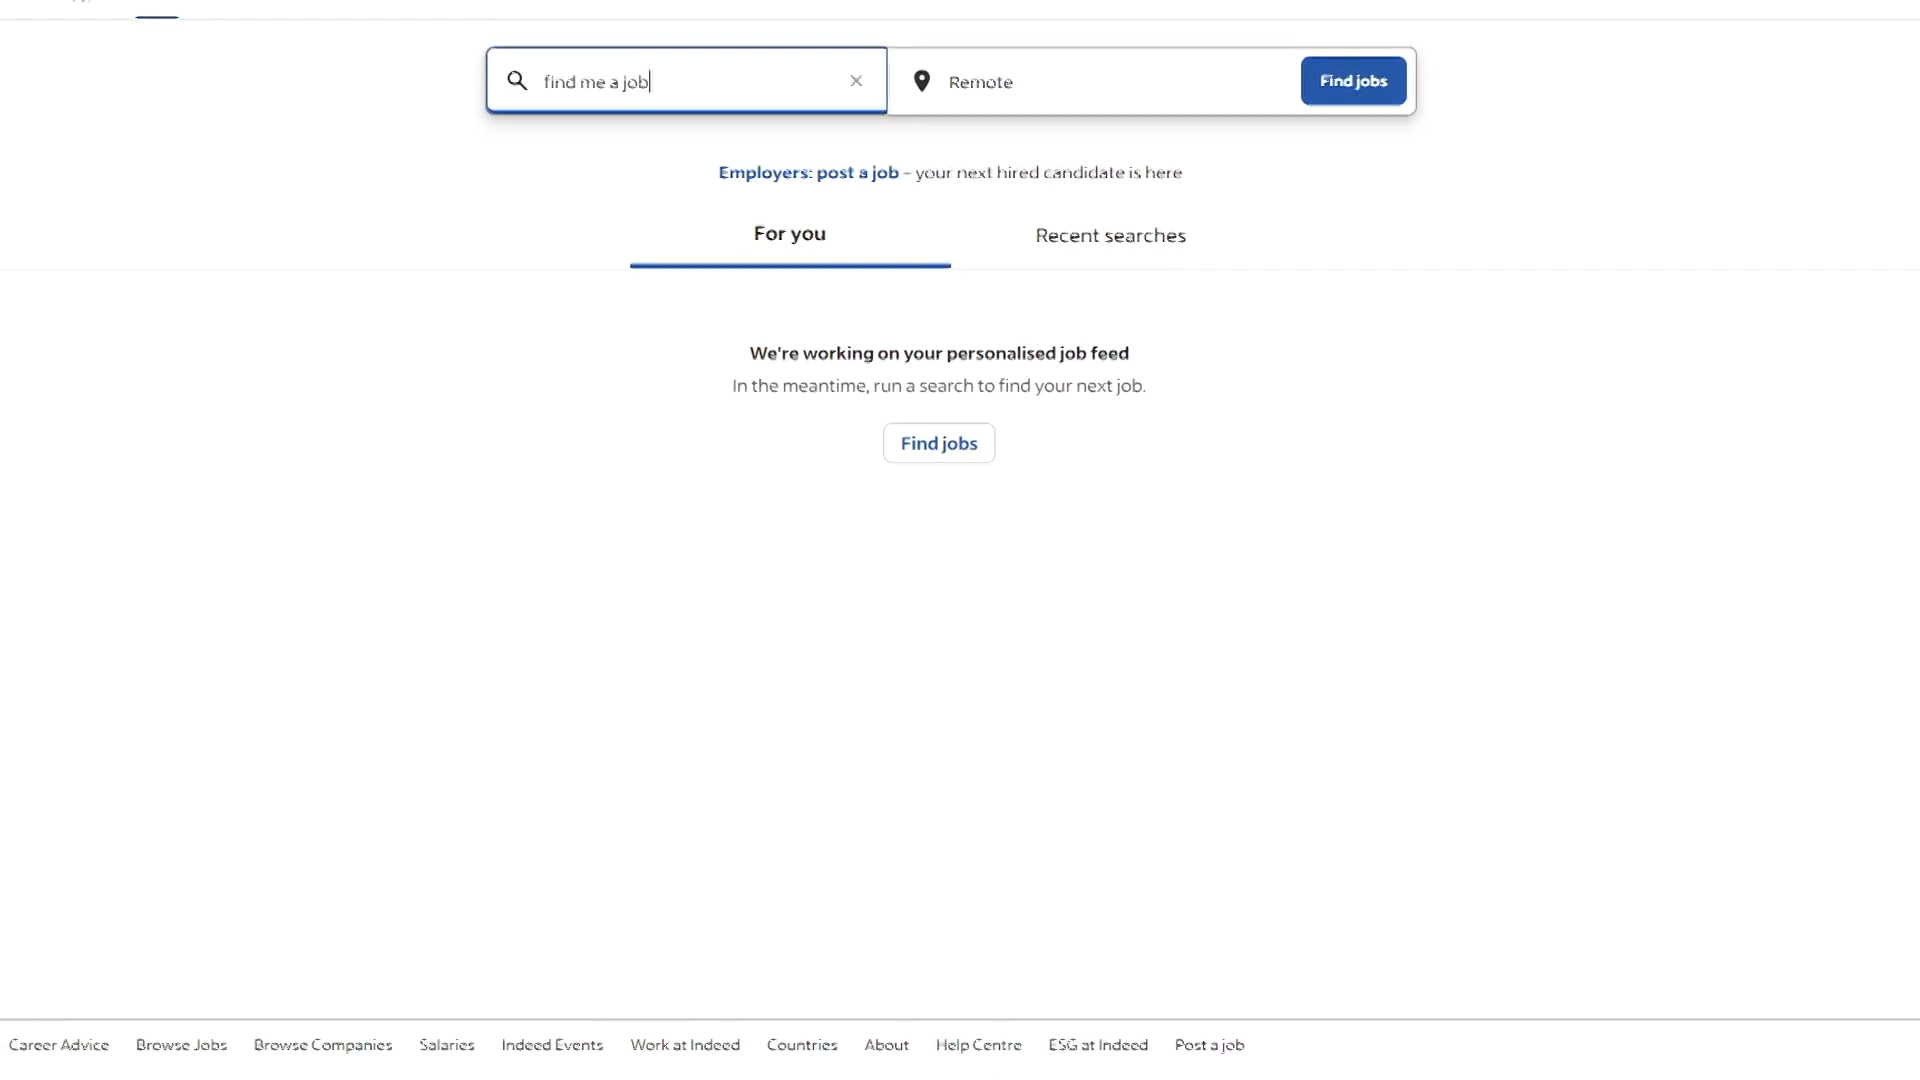 find me a job
Remote
Find jobs
Employers: post a job – your next hired candidate is here
For you
Recent searches
We're working on your personalised job feed
In the meantime, run a search to find your next job.
Find jobs
Career Advice Browse Jobs Browse Companies Salaries Indeed Events Work at Indeed Countries About Help Centre ESG at Indeed Post a job